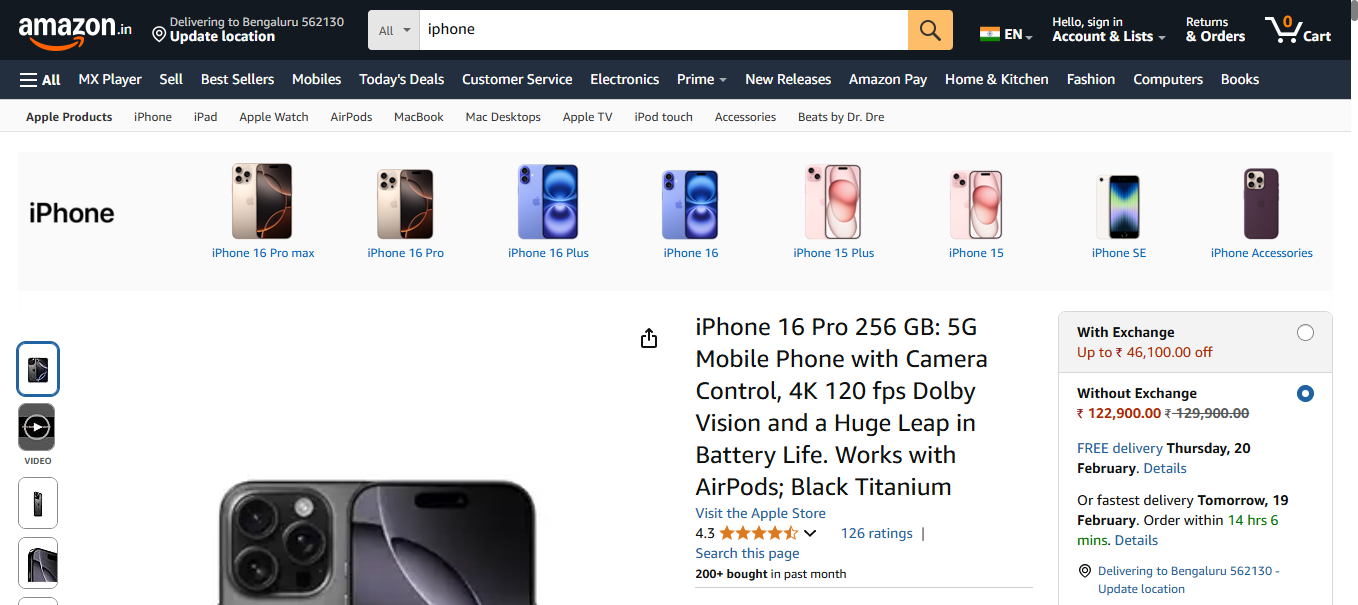 amazon.in
Delivering to Bengaluru 562130
Update location
All
iphone
EN
Hello, sign in
Account & Lists
Returns
& Orders
0
Cart
All MX Player Sell Best Sellers Mobiles Today's Deals Customer Service Electronics Prime New Releases Amazon Pay Home & Kitchen Fashion Computers Books
Apple Products iPhone iPad Apple Watch AirPods MacBook Mac Desktops Apple TV iPod touch Accessories Beats by Dr. Dre
iPhone
iPhone 16 Pro max iPhone 16 Pro iPhone 16 Plus iPhone 16 iPhone 15 Plus iPhone 15 iPhone SE iPhone Accessories
VIDEO
iPhone 16 Pro 256 GB: 5G
Mobile Phone with Camera
Control, 4K 120 fps Dolby
Vision and a Huge Leap in
Battery Life. Works with
AirPods; Black Titanium
Visit the Apple Store
4.3 126 ratings |
Search this page
200+ bought in past month
With Exchange
Up to ₹ 46,100.00 off
Without Exchange
₹ 122,900.00 ₹ 129,900.00
FREE delivery Thursday, 20
February. Details
Or fastest delivery Tomorrow, 19
February. Order within 14 hrs 6
mins. Details
Delivering to Bengaluru 562130 -
Update location